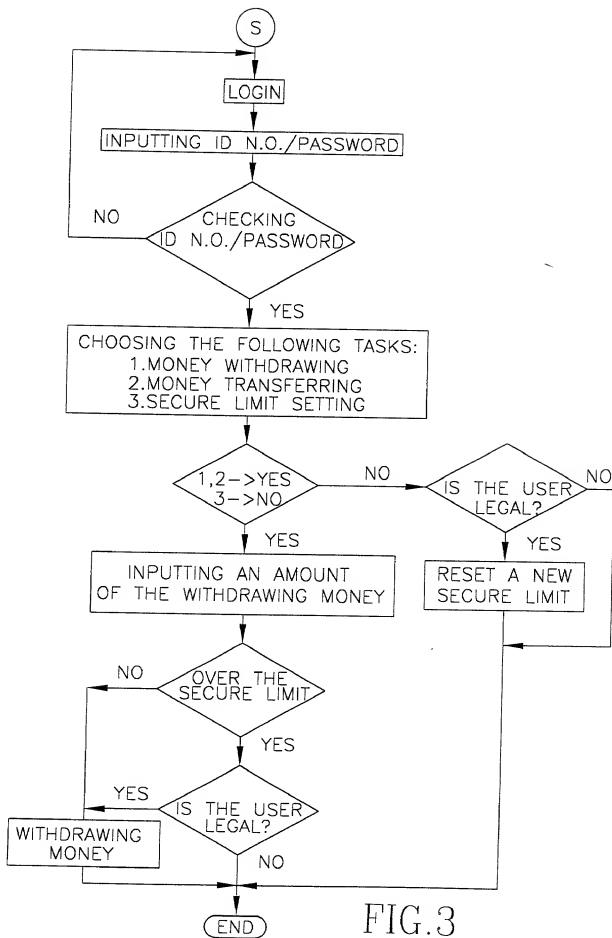 S
LOGIN
INPUTTING ID N.O./PASSWORD
NO
CHECKING
ID N.O./PASSWORD
YES
CHOOSING THE FOLLOWING TASKS:
1.MONEY WITHDRAWING
2.MONEY TRANSFERRING
3.SECURE LIMIT SETTING
1,2->YES
3->NO
NO
IS THE USER
LEGAL?
NO
YES
YES
INPUTTING AN AMOUNT
OF THE WITHDRAWING MONEY
RESET A NEW
SECURE LIMIT
NO
OVER THE
SECURE LIMIT
YES
YES
IS THE USER
LEGAL?
WITHDRAWING
MONEY
NO
END
FIG.3